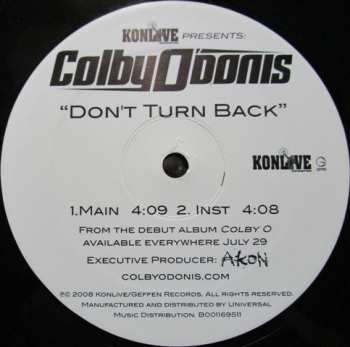 KONLIVE PRESENTS:
Colby O'Donis
"DON'T TURN BACK"
KONLIVE G
1.MAIN 4:09 2. INST 4:08
FROM THE DEBUT ALBUM COLBY O
AVAILABLE EVERYWHERE JULY 29
EXECUTIVE PRODUCER: AKON
COLBYODONIS.COM
℗© 2008 KONLIVE/GEFFEN RECORDS. ALL RIGHTS RESERVED.
MANUFACTURED AND DISTRIBUTED BY UNIVERSAL
MUSIC DISTRIBUTION. B001169511